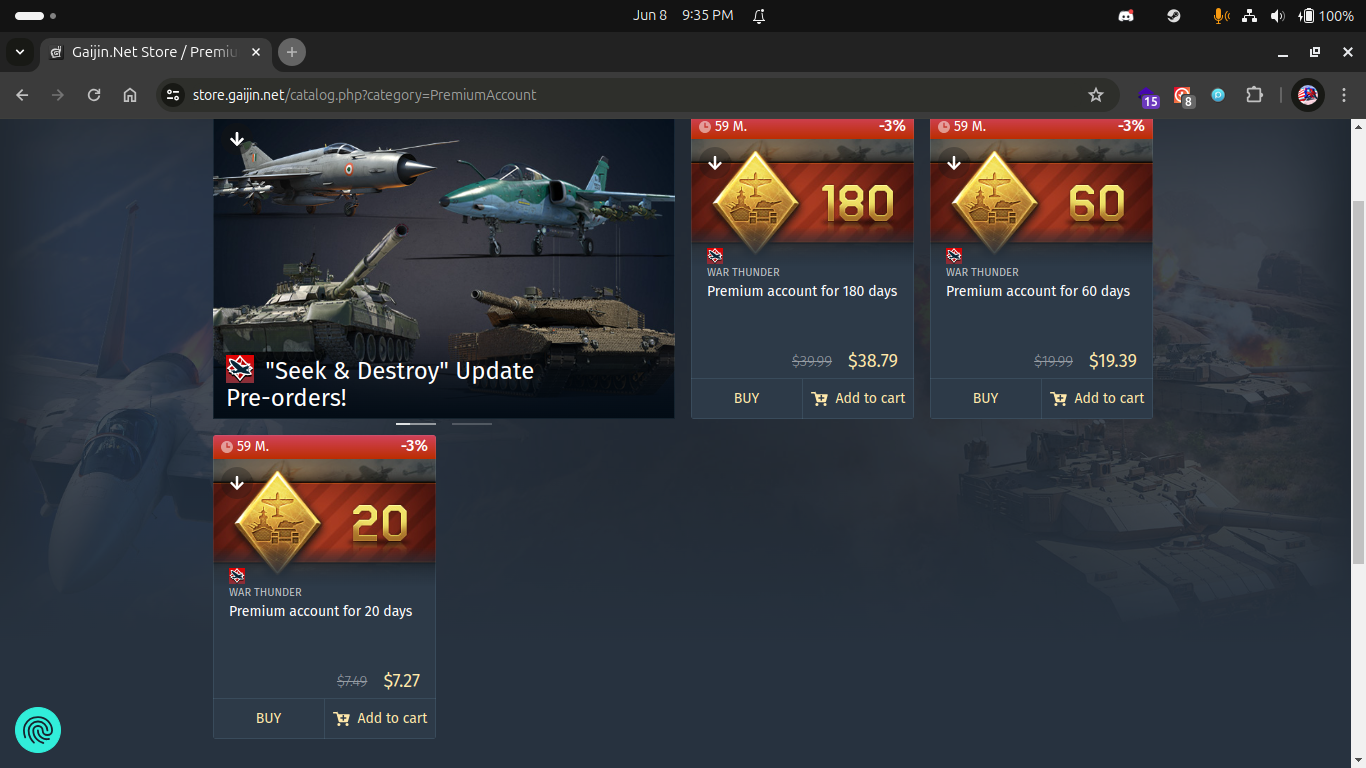 Jun 8 9:35 PM
100%
Gaijin.Net Store / Premiu
store.gaijin.net/catalog.php?category=PremiumAccount
15
8
"Seek & Destroy" Update
Pre-orders!
59 M. -3%
180
WAR THUNDER
Premium account for 180 days
$39.99 $38.79
BUY Add to cart
59 M. -3%
60
WAR THUNDER
Premium account for 60 days
$19.99 $19.39
BUY Add to cart
59 M. -3%
20
WAR THUNDER
Premium account for 20 days
$7.49 $7.27
BUY Add to cart